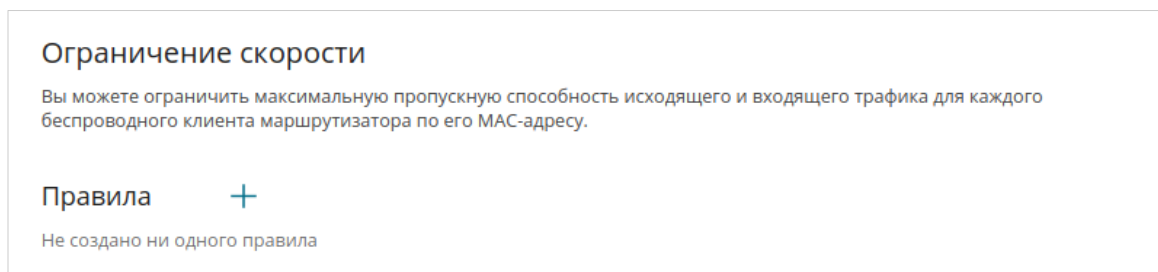 Ограничение скорости
Вы можете ограничить максимальную пропускную способность исходящего и входящего трафика для каждого
беспроводного клиента маршрутизатора по его MAC-адресу.
Правила +
Не создано ни одного правила